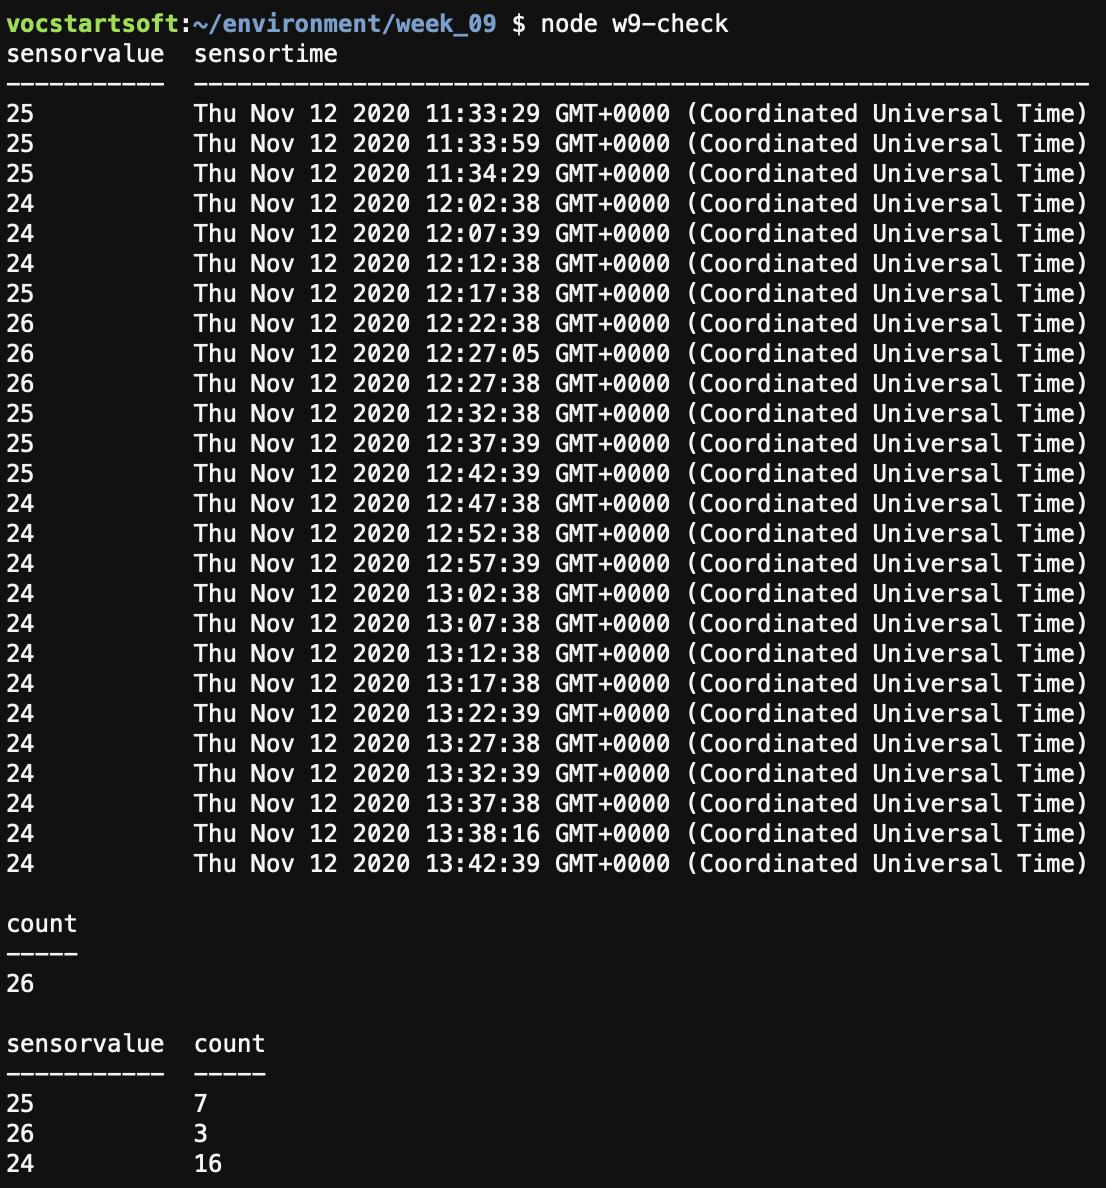 vocstartsoft:~/environment/week_09 $ node w9-check
sensorvalue  sensortime
-----------  --------------------------------------------------------------
25           Thu Nov 12 2020 11:33:29 GMT+0000 (Coordinated Universal Time)
25           Thu Nov 12 2020 11:33:59 GMT+0000 (Coordinated Universal Time)
25           Thu Nov 12 2020 11:34:29 GMT+0000 (Coordinated Universal Time)
24           Thu Nov 12 2020 12:02:38 GMT+0000 (Coordinated Universal Time)
24           Thu Nov 12 2020 12:07:39 GMT+0000 (Coordinated Universal Time)
24           Thu Nov 12 2020 12:12:38 GMT+0000 (Coordinated Universal Time)
25           Thu Nov 12 2020 12:17:38 GMT+0000 (Coordinated Universal Time)
26           Thu Nov 12 2020 12:22:38 GMT+0000 (Coordinated Universal Time)
26           Thu Nov 12 2020 12:27:05 GMT+0000 (Coordinated Universal Time)
26           Thu Nov 12 2020 12:27:38 GMT+0000 (Coordinated Universal Time)
25           Thu Nov 12 2020 12:32:38 GMT+0000 (Coordinated Universal Time)
25           Thu Nov 12 2020 12:37:39 GMT+0000 (Coordinated Universal Time)
25           Thu Nov 12 2020 12:42:39 GMT+0000 (Coordinated Universal Time)
24           Thu Nov 12 2020 12:47:38 GMT+0000 (Coordinated Universal Time)
24           Thu Nov 12 2020 12:52:38 GMT+0000 (Coordinated Universal Time)
24           Thu Nov 12 2020 12:57:39 GMT+0000 (Coordinated Universal Time)
24           Thu Nov 12 2020 13:02:38 GMT+0000 (Coordinated Universal Time)
24           Thu Nov 12 2020 13:07:38 GMT+0000 (Coordinated Universal Time)
24           Thu Nov 12 2020 13:12:38 GMT+0000 (Coordinated Universal Time)
24           Thu Nov 12 2020 13:17:38 GMT+0000 (Coordinated Universal Time)
24           Thu Nov 12 2020 13:22:39 GMT+0000 (Coordinated Universal Time)
24           Thu Nov 12 2020 13:27:38 GMT+0000 (Coordinated Universal Time)
24           Thu Nov 12 2020 13:32:39 GMT+0000 (Coordinated Universal Time)
24           Thu Nov 12 2020 13:37:38 GMT+0000 (Coordinated Universal Time)
24           Thu Nov 12 2020 13:38:16 GMT+0000 (Coordinated Universal Time)
24           Thu Nov 12 2020 13:42:39 GMT+0000 (Coordinated Universal Time)

count
-----
26

sensorvalue  count
-----------  -----
25           7
26           3
24           16